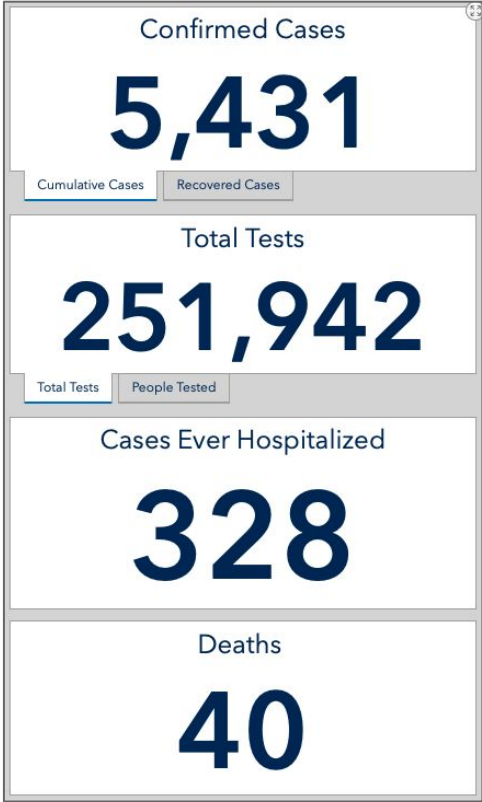 Confirmed Cases
5,431
Cumulative Cases Recovered Cases
Total Tests
251,942
Total Tests People Tested
Cases Ever Hospitalized
328
Deaths
40